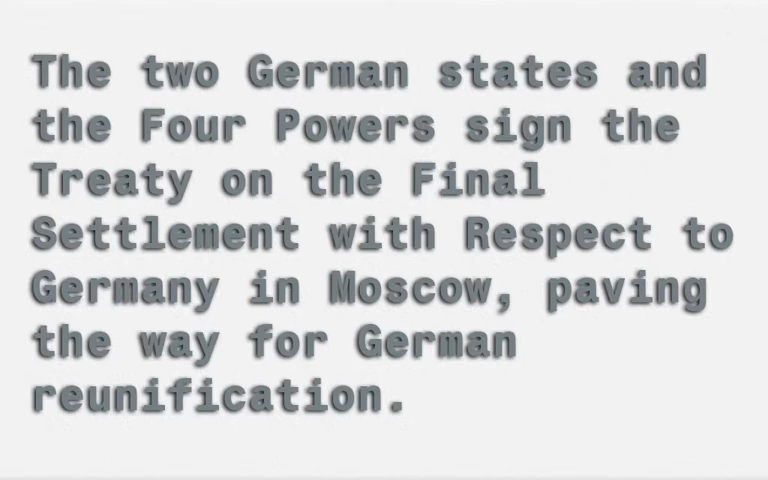 The two German states and
the Four Powers sign the
Treaty on the Final
Settlement with Respect to
Germany in Moscow, paving
the way for German
reunification.